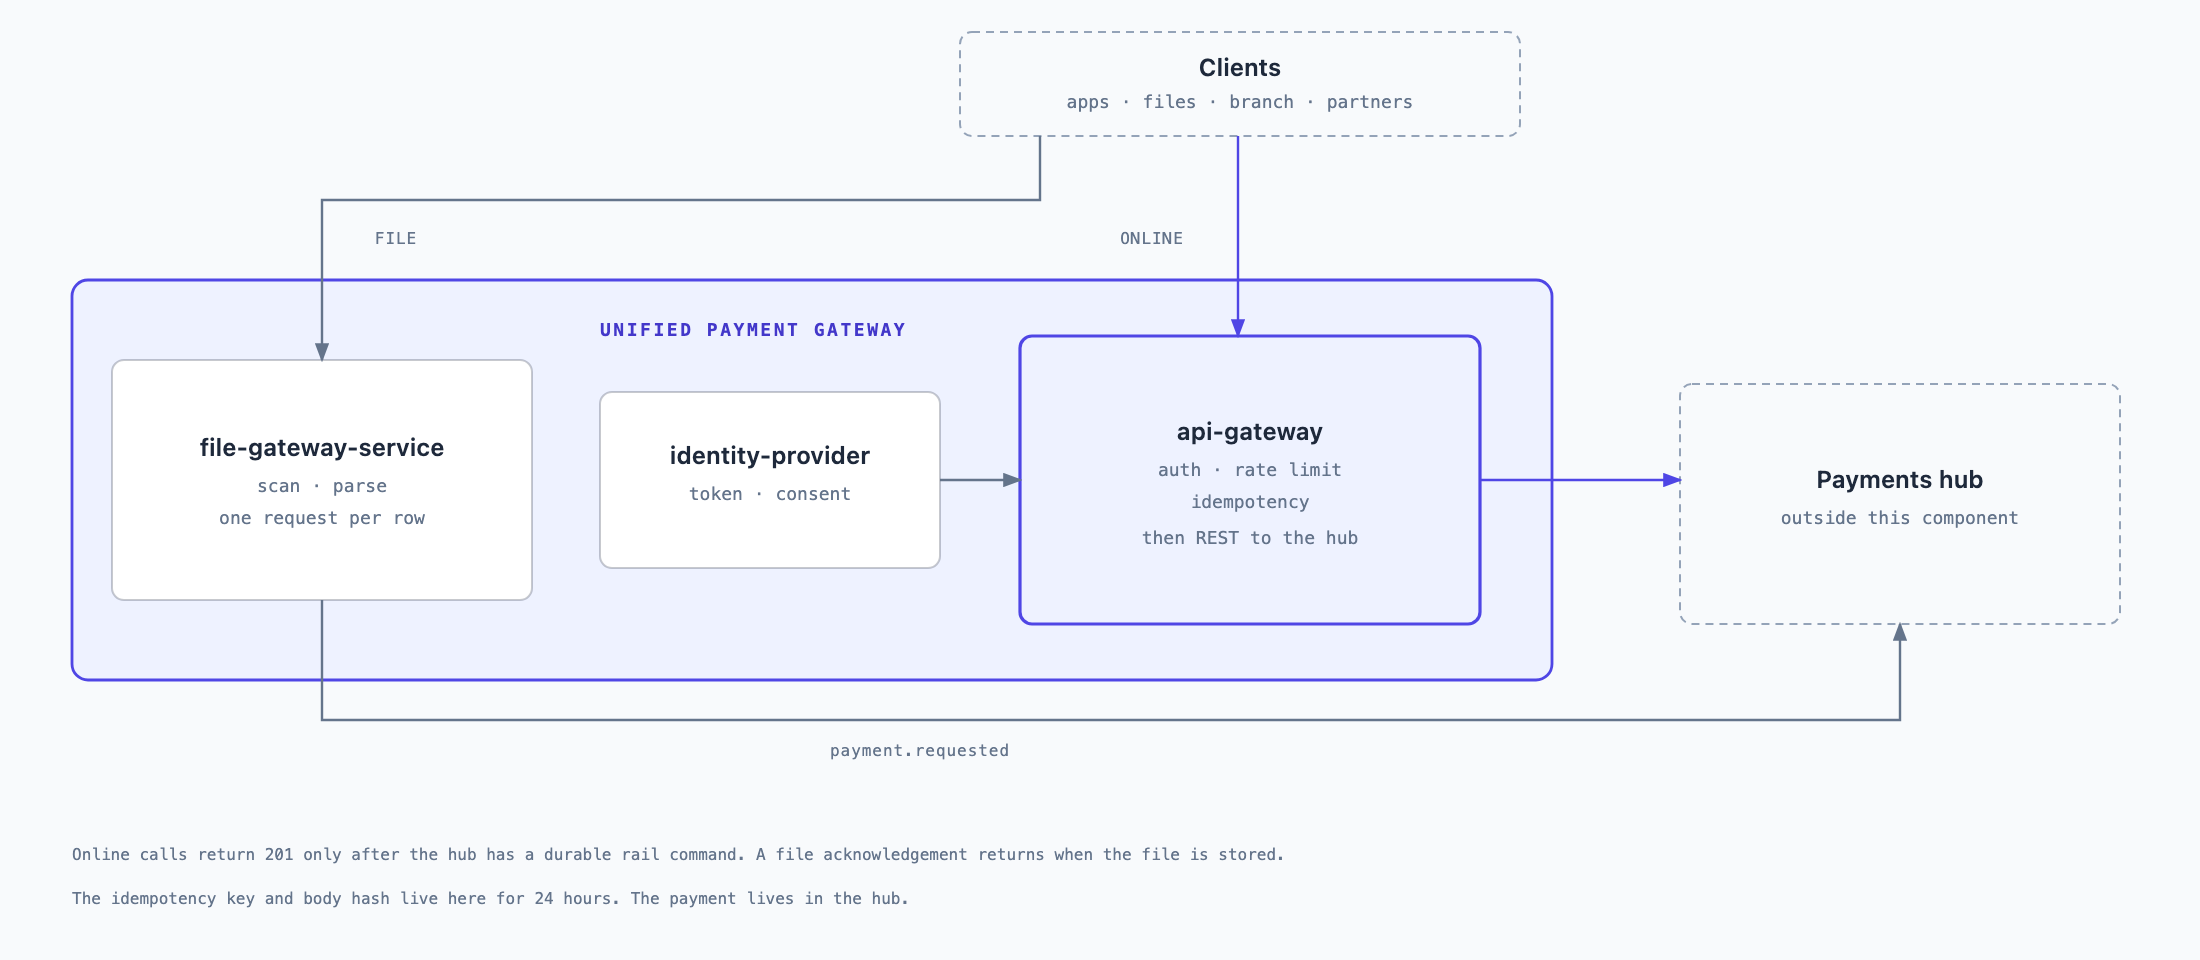 Clients
apps · files · branch · partners
FILE
ONLINE
UNIFIED PAYMENT GATEWAY
file-gateway-service
scan · parse
one request per row
identity-provider
token · consent
api-gateway
auth · rate limit
idempotency
then REST to the hub
Payments hub
outside this component
payment.requested
Online calls return 201 only after the hub has a durable rail command. A file acknowledgement returns when the file is stored.
The idempotency key and body hash live here for 24 hours. The payment lives in the hub.